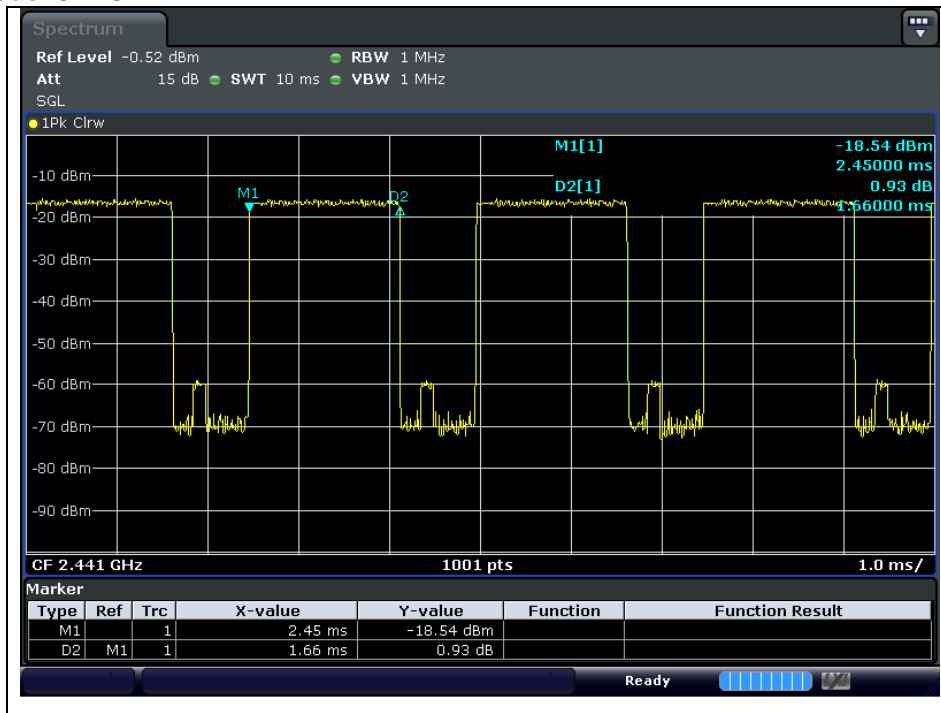 Spectrum
Ref Level -0.52 dBm RBW 1 MHz
Att 15 dB SWT 10 ms VBW 1 MHz
SGL
1Pk Clrw
M1[1] -18.54 dBm
2.45000 ms
D2[1] 0.93 dB
1.66000 ms
-10 dBm
M1
D2
-20 dBm
-30 dBm
-40 dBm
-50 dBm
-60 dBm
-70 dBm
-80 dBm
-90 dBm
CF 2.441 GHz 1001 pts 1.0 ms/
Marker
Type Ref Trc X-value Y-value Function Function Result
M1 1 2.45 ms -18.54 dBm
D2 M1 1 1.66 ms 0.93 dB
Ready